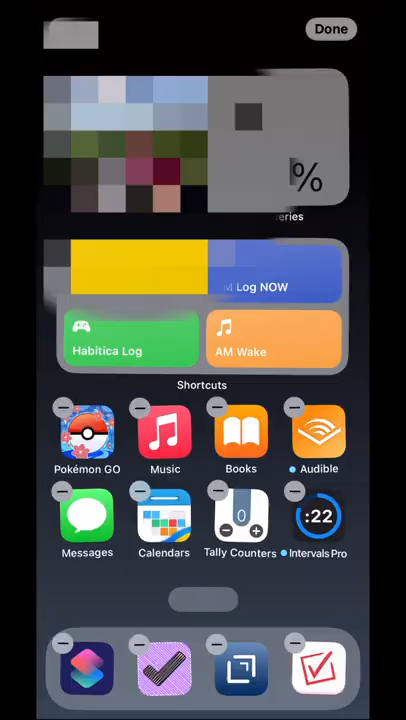 Done
%
Log NOW
Habitica Log
AM Wake
Shortcuts
Pokémon GO
Music
Books
Audible
0
:22
Messages
Calendars
Tally Counters
Intervals Pro